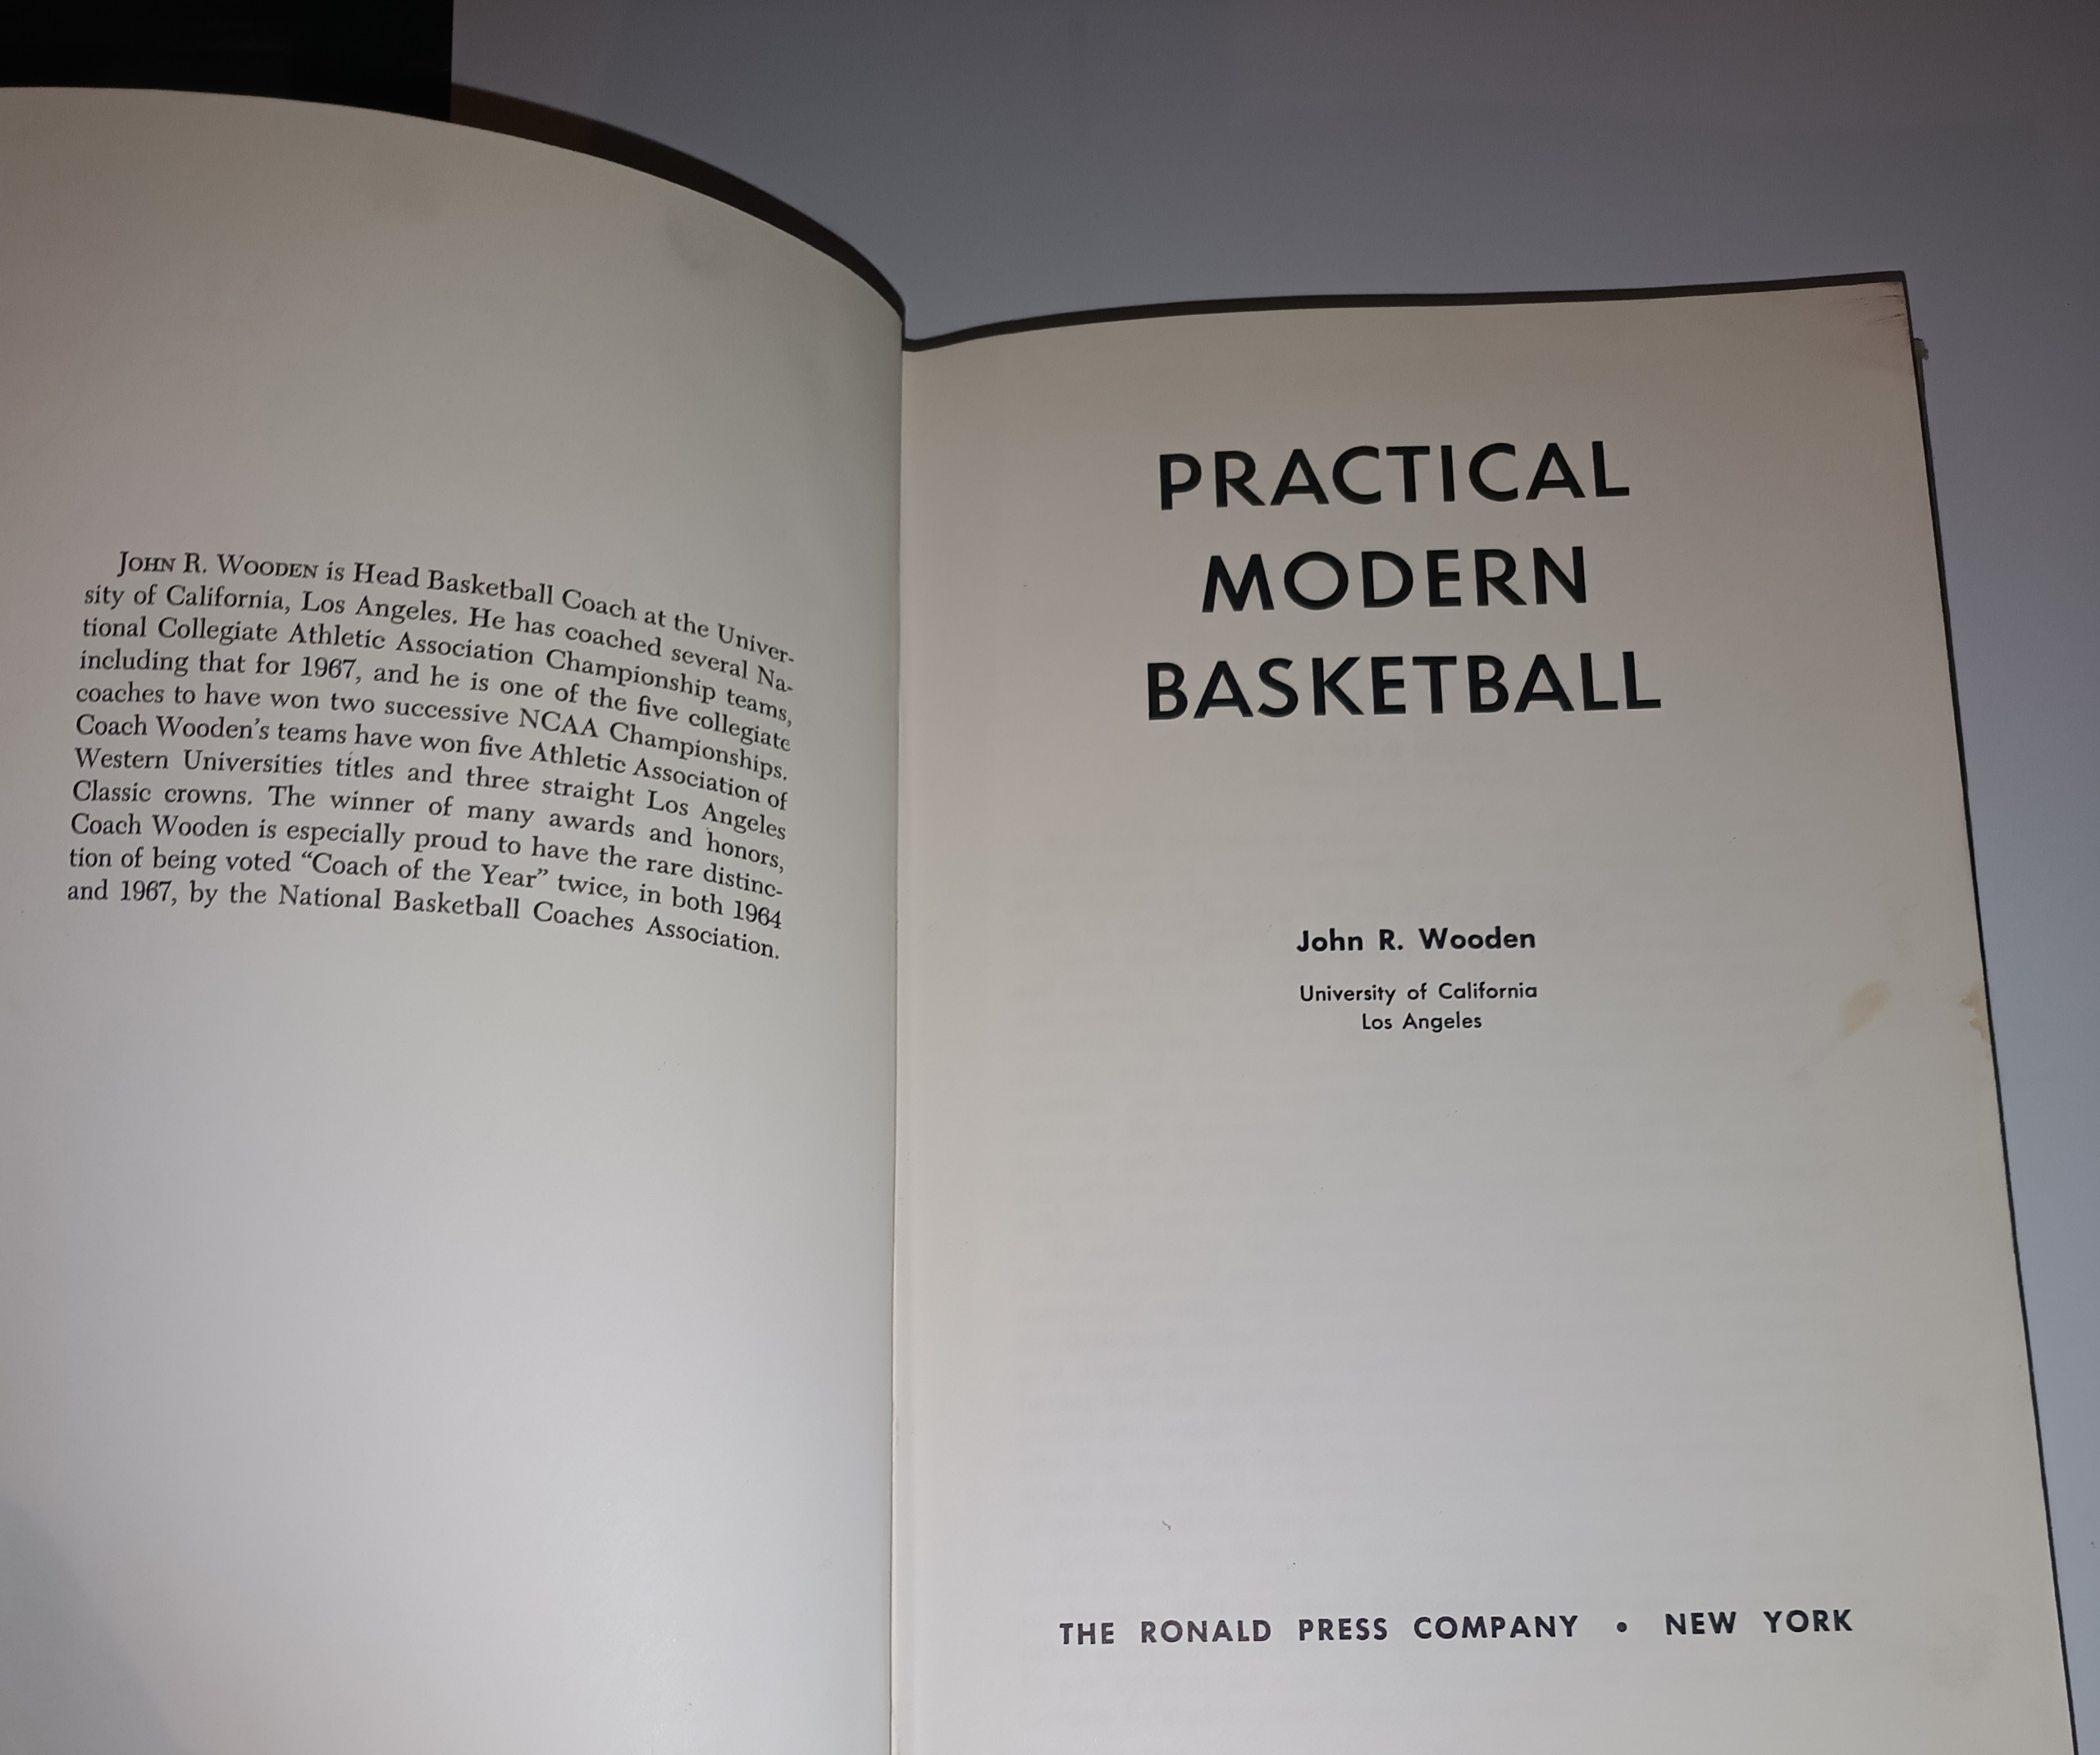 JOHN R. WOODEN is Head Basketball Coach at the Univer-
sity of California, Los Angeles. He has coached several Na-
tional Collegiate Athletic Association Championship teams,
including that for 1967, and he is one of the five collegiate
coaches to have won two successive NCAA Championships.
Coach Wooden's teams have won five Athletic Association of
Western Universities titles and three straight Los Angeles
Classic crowns. The winner of many awards and honors,
Coach Wooden is especially proud to have the rare distinc-
tion of being voted “Coach of the Year” twice, in both 1964
and 1967, by the National Basketball Coaches Association.
PRACTICAL
MODERN
BASKETBALL
John R. Wooden
University of California
Los Angeles
THE RONALD PRESS COMPANY • NEW YORK